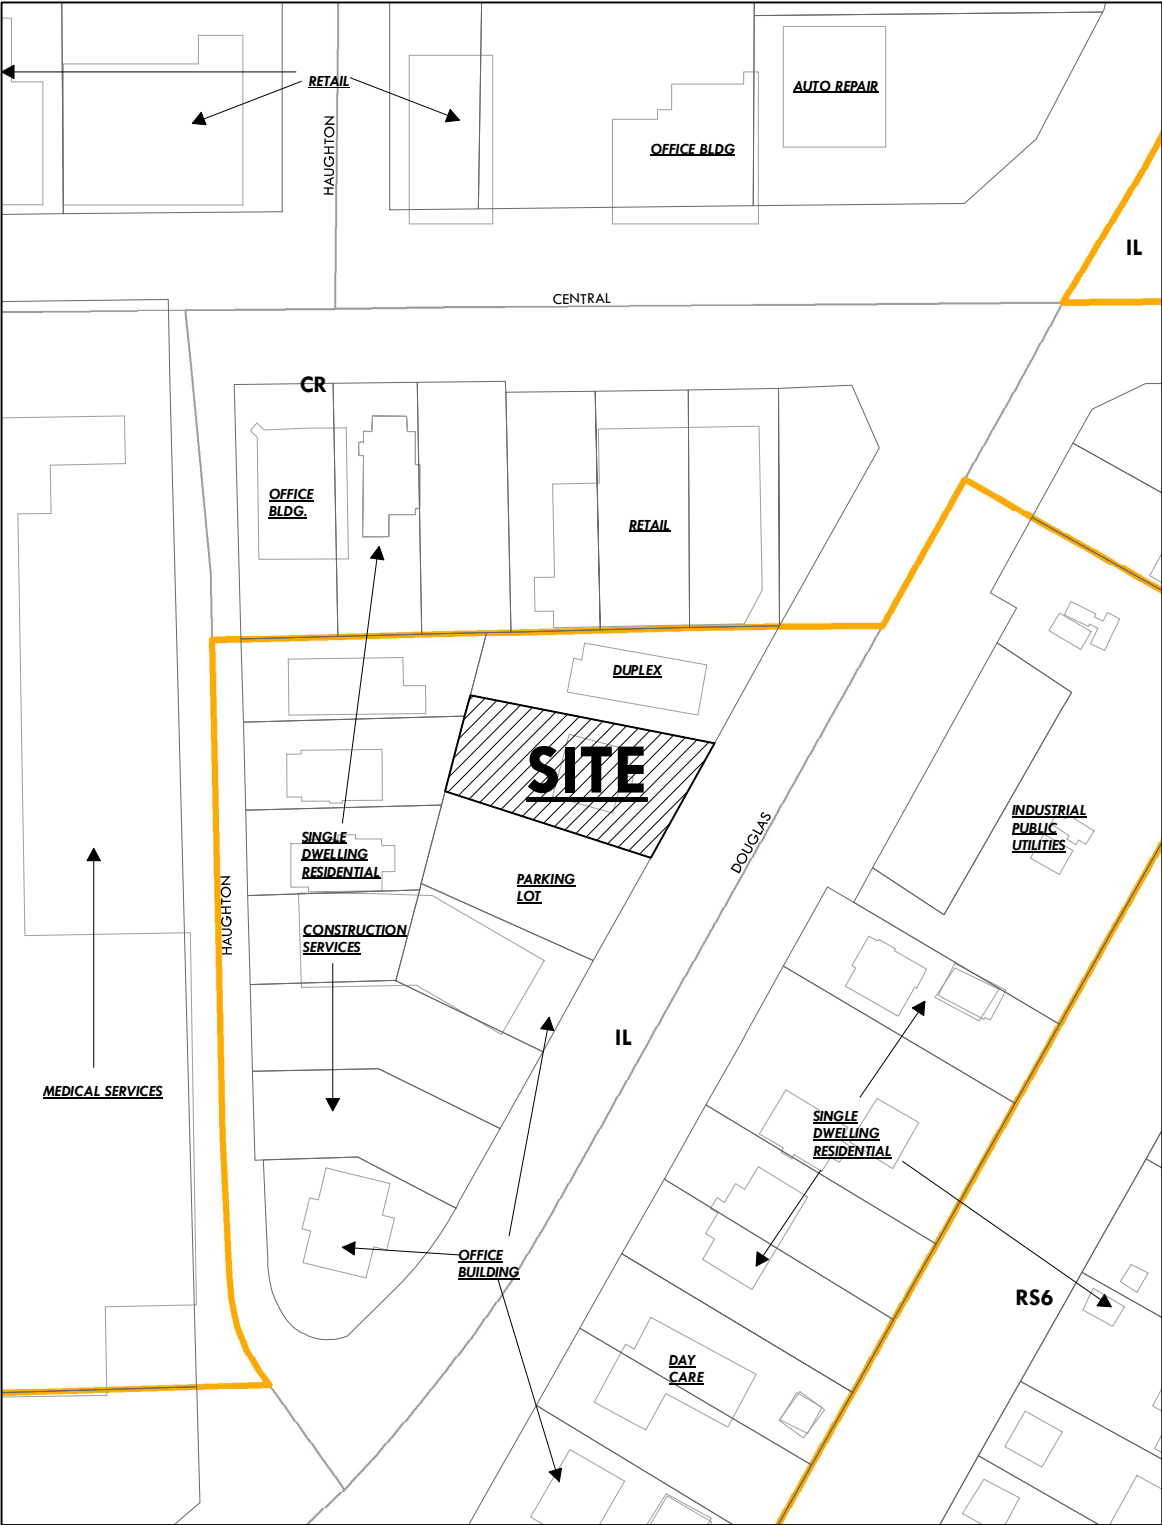 RETAIL
AUTO REPAIR
OFFICE BLDG
HAUGHTON
IL
CENTRAL
CR
OFFICE
BLDG.
RETAIL
DUPLEX
SITE
DOUGLAS
INDUSTRIAL
PUBLIC
UTILITIES
SINGLE
DWELLING
RESIDENTIAL
PARKING
LOT
HAUGHTON
CONSTRUCTION
SERVICES
IL
MEDICAL SERVICES
SINGLE
DWELLING
RESIDENTIAL
OFFICE
BUILDING
RS6
DAY
CARE